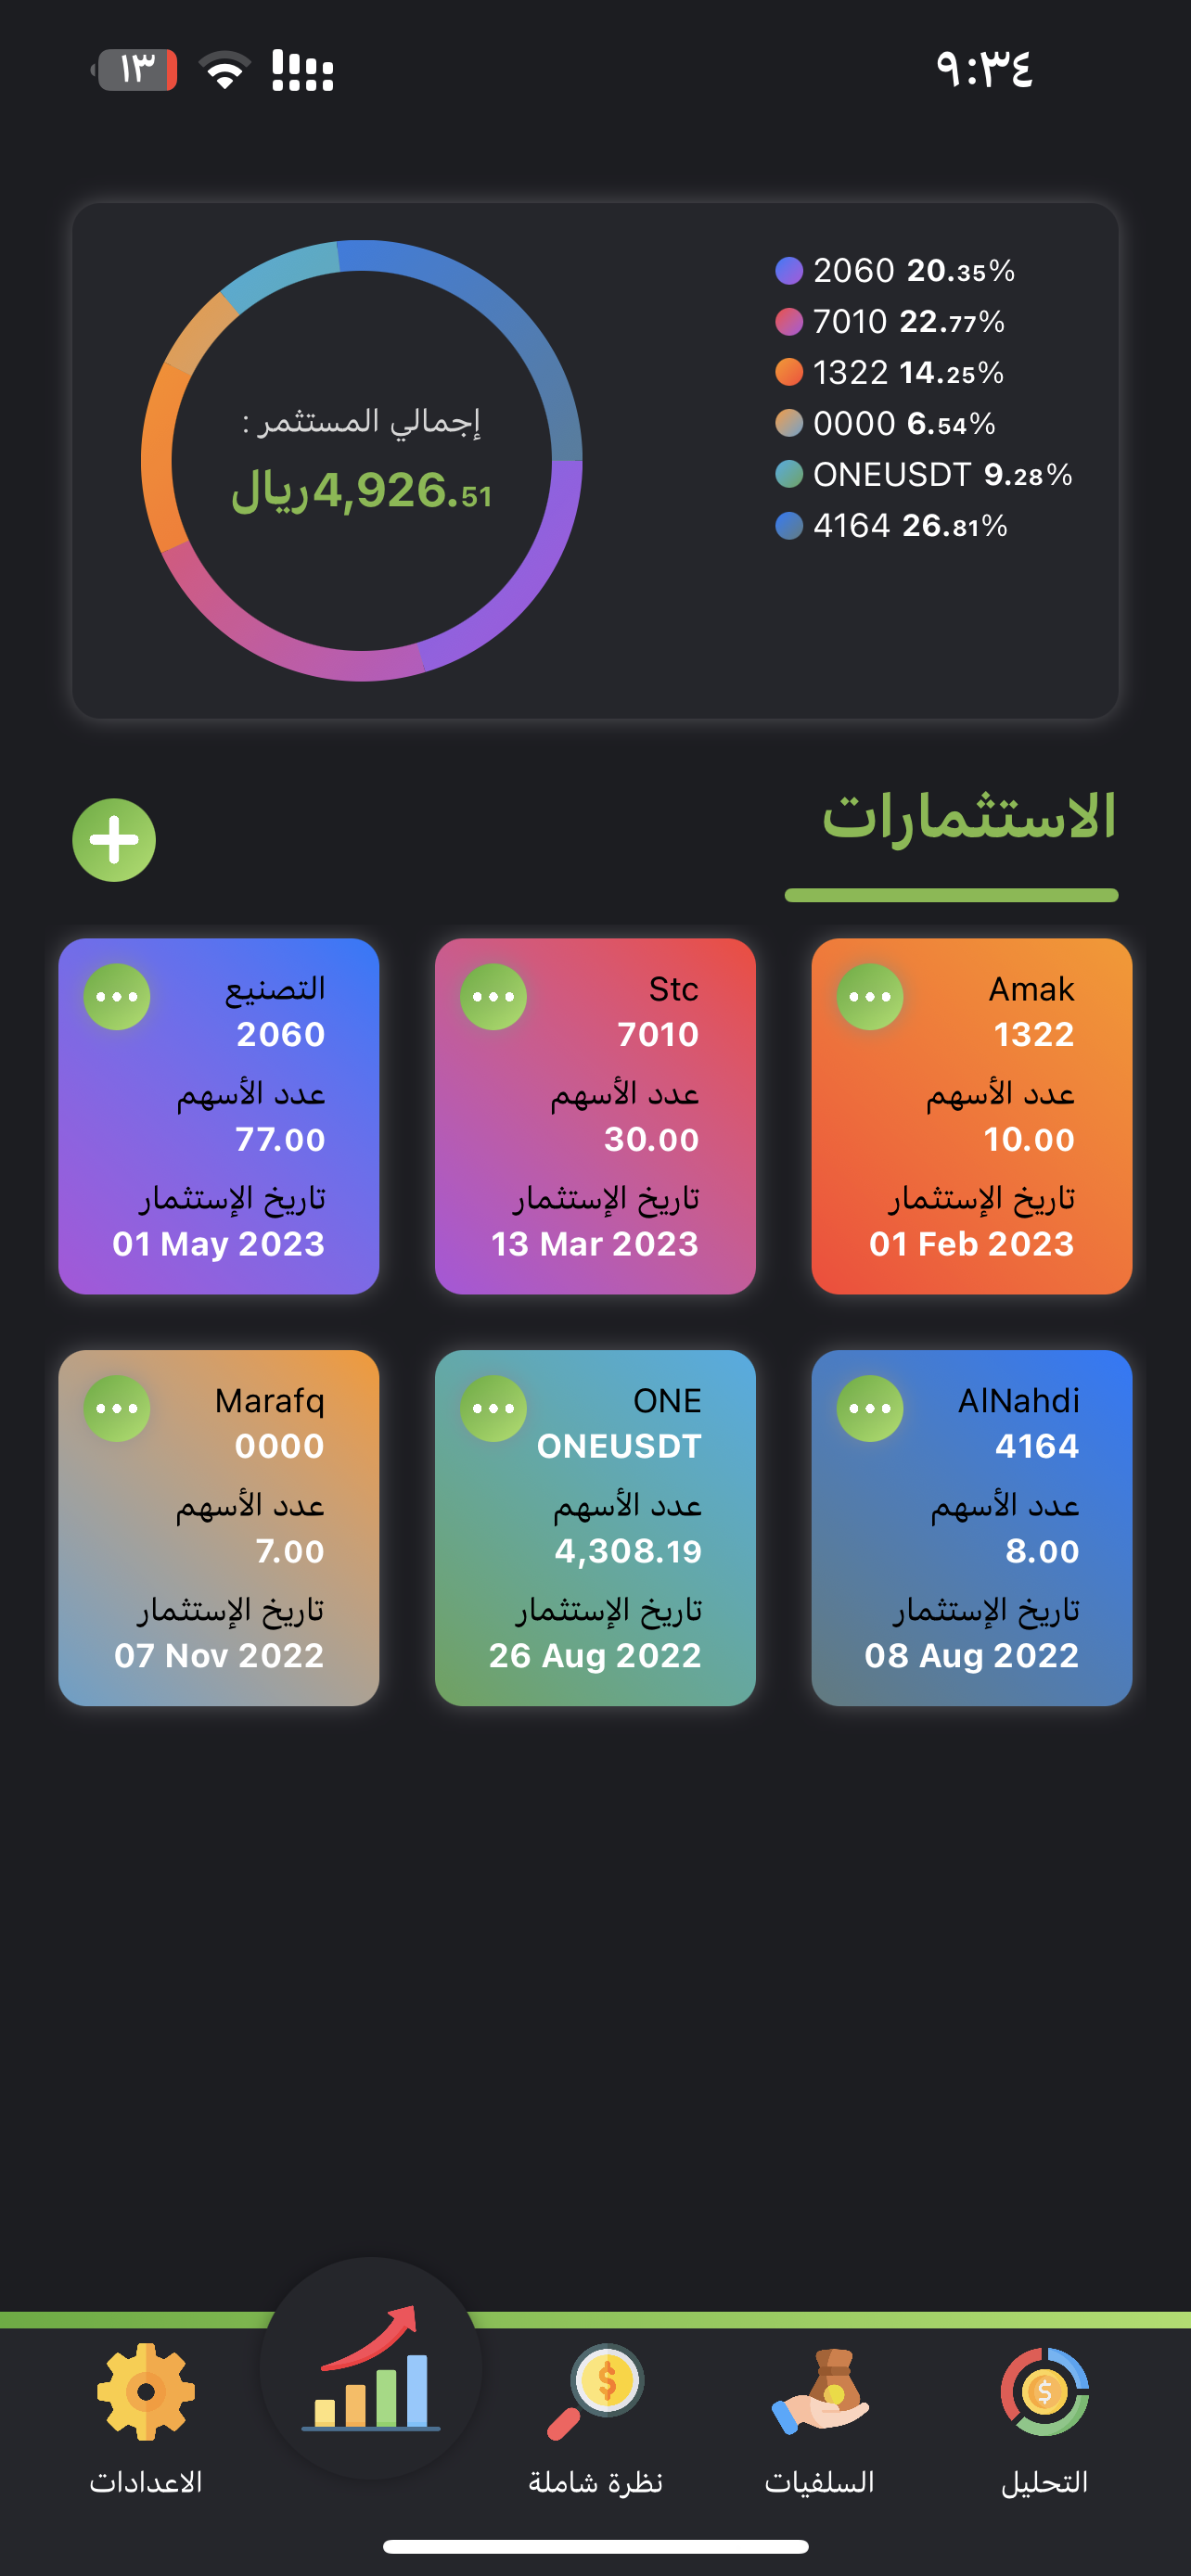 ٩:٣٤
١٣
2060 20.35%
7010 22.77%
1322 14.25%
0000 6.54%
ONEUSDT 9.28%
4164 26.81%
إجمالي المستثمر :
4,926.51ريال
الاستثمارات
Amak
1322
عدد الأسهم
10.00
تاريخ الإستثمار
01 Feb 2023
Stc
7010
عدد الأسهم
30.00
تاريخ الإستثمار
13 Mar 2023
التصنيع
2060
عدد الأسهم
77.00
تاريخ الإستثمار
01 May 2023
AlNahdi
4164
عدد الأسهم
8.00
تاريخ الإستثمار
08 Aug 2022
ONE
ONEUSDT
عدد الأسهم
4,308.19
تاريخ الإستثمار
26 Aug 2022
Marafq
0000
عدد الأسهم
7.00
تاريخ الإستثمار
07 Nov 2022
التحليل
السلفيات
نظرة شاملة
الاعدادات